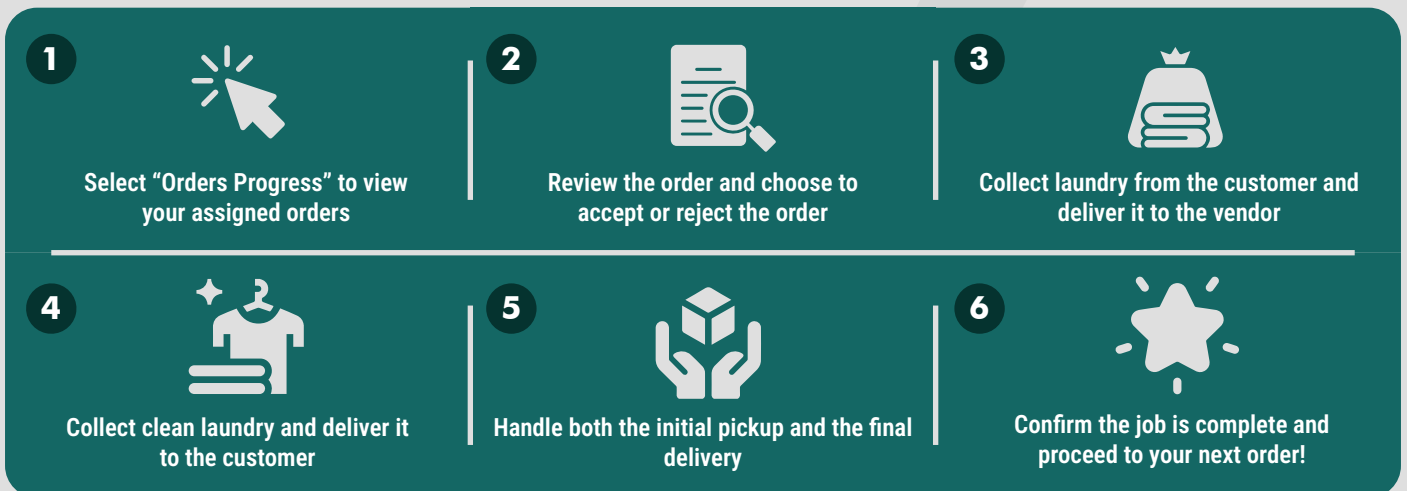 1
Select “Orders Progress” to view
your assigned orders
2
Review the order and choose to
accept or reject the order
3
Collect laundry from the customer and
deliver it to the vendor
4
Collect clean laundry and deliver it
to the customer
5
Handle both the initial pickup and the final
delivery
6
Confirm the job is complete and
proceed to your next order!